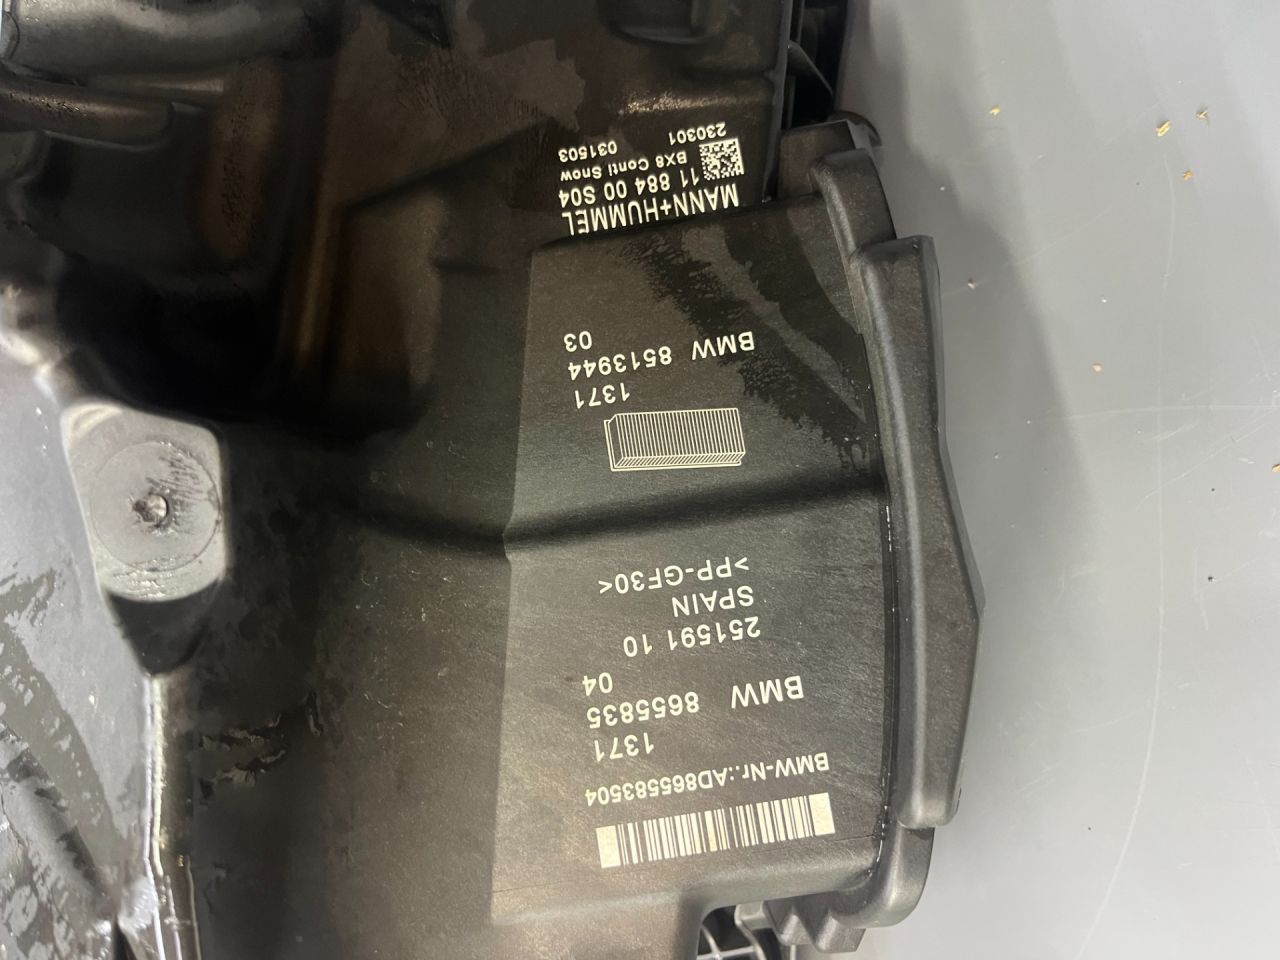 BMW-Nr.:AD865583504
1371
BMW 8655835
04
251591 10
SPAIN
>PP-GF30<
1371
BMW 8513944
03
MANN+HUMMEL
11 884 00 S04
BX8 Conti Snow
031503
230301